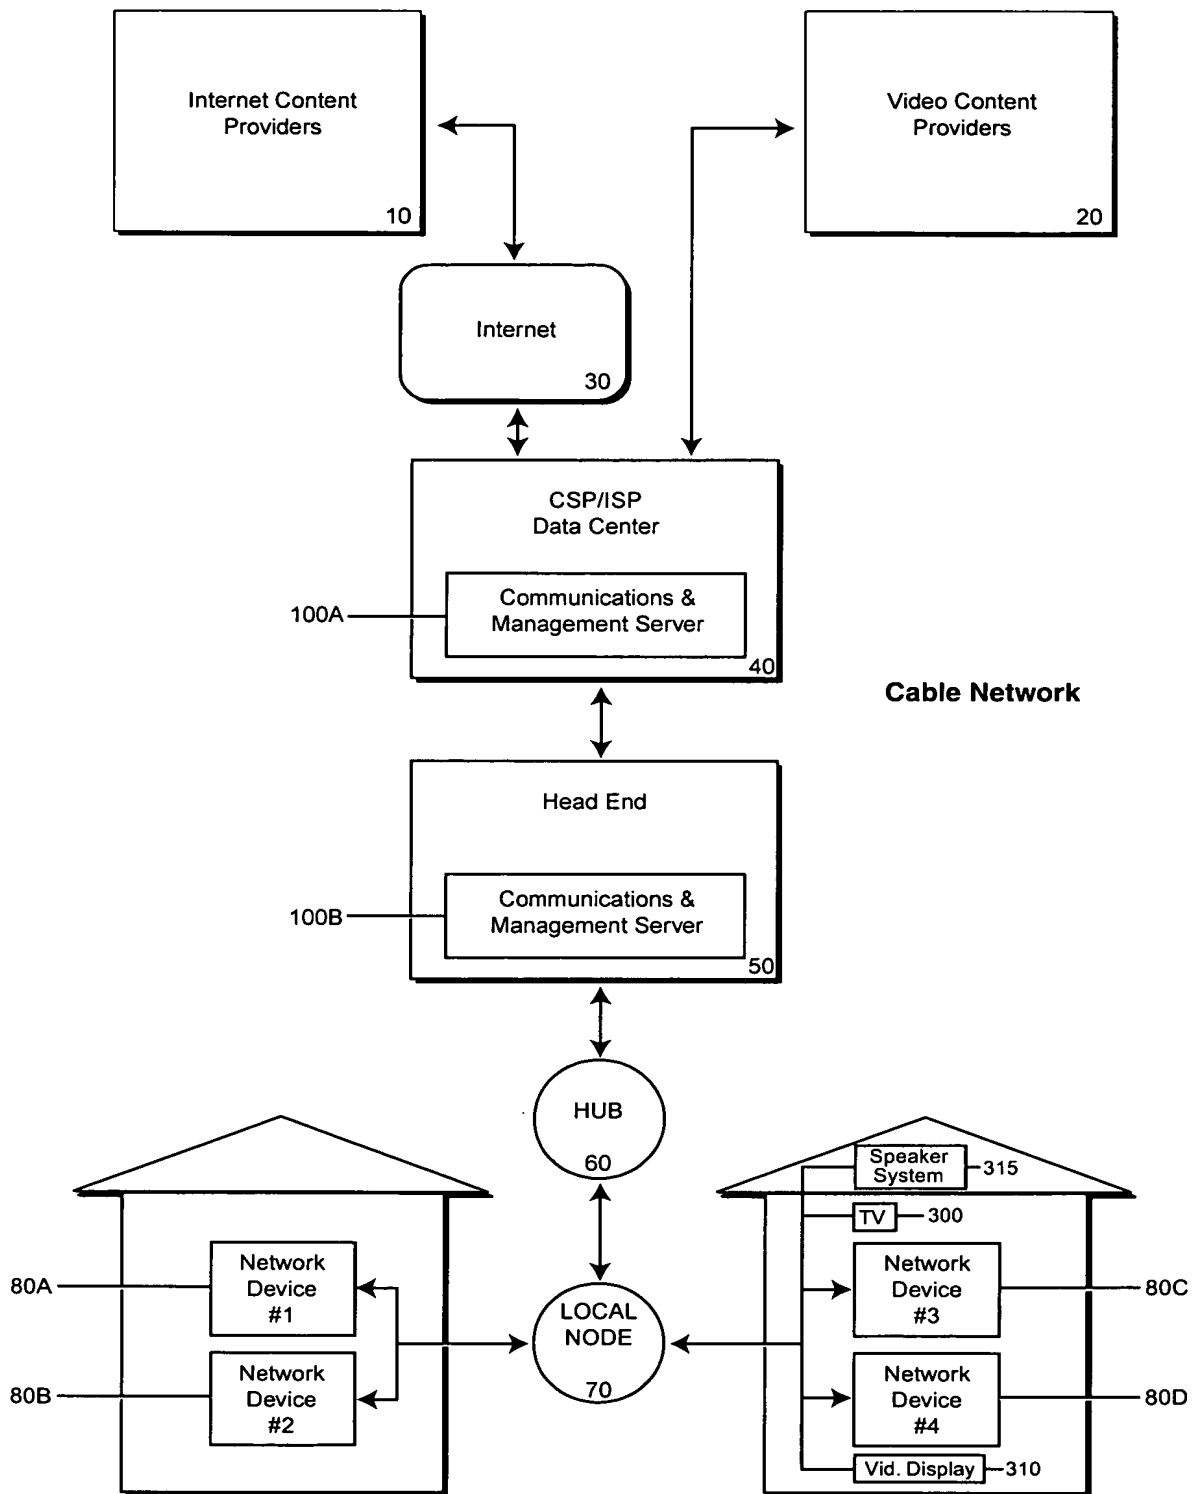 Internet Content
Providers
10
Video Content
Providers
20
Internet
30
CSP/ISP
Data Center
Communications &
Management Server
100A
40
Cable Network
Head End
Communications &
Management Server
100B
50
HUB
60
Speaker
System
315
TV
300
Network
Device
#1
80A
Network
Device
#2
80B
LOCAL
NODE
70
Network
Device
#3
80C
Network
Device
#4
80D
Vid. Display
310